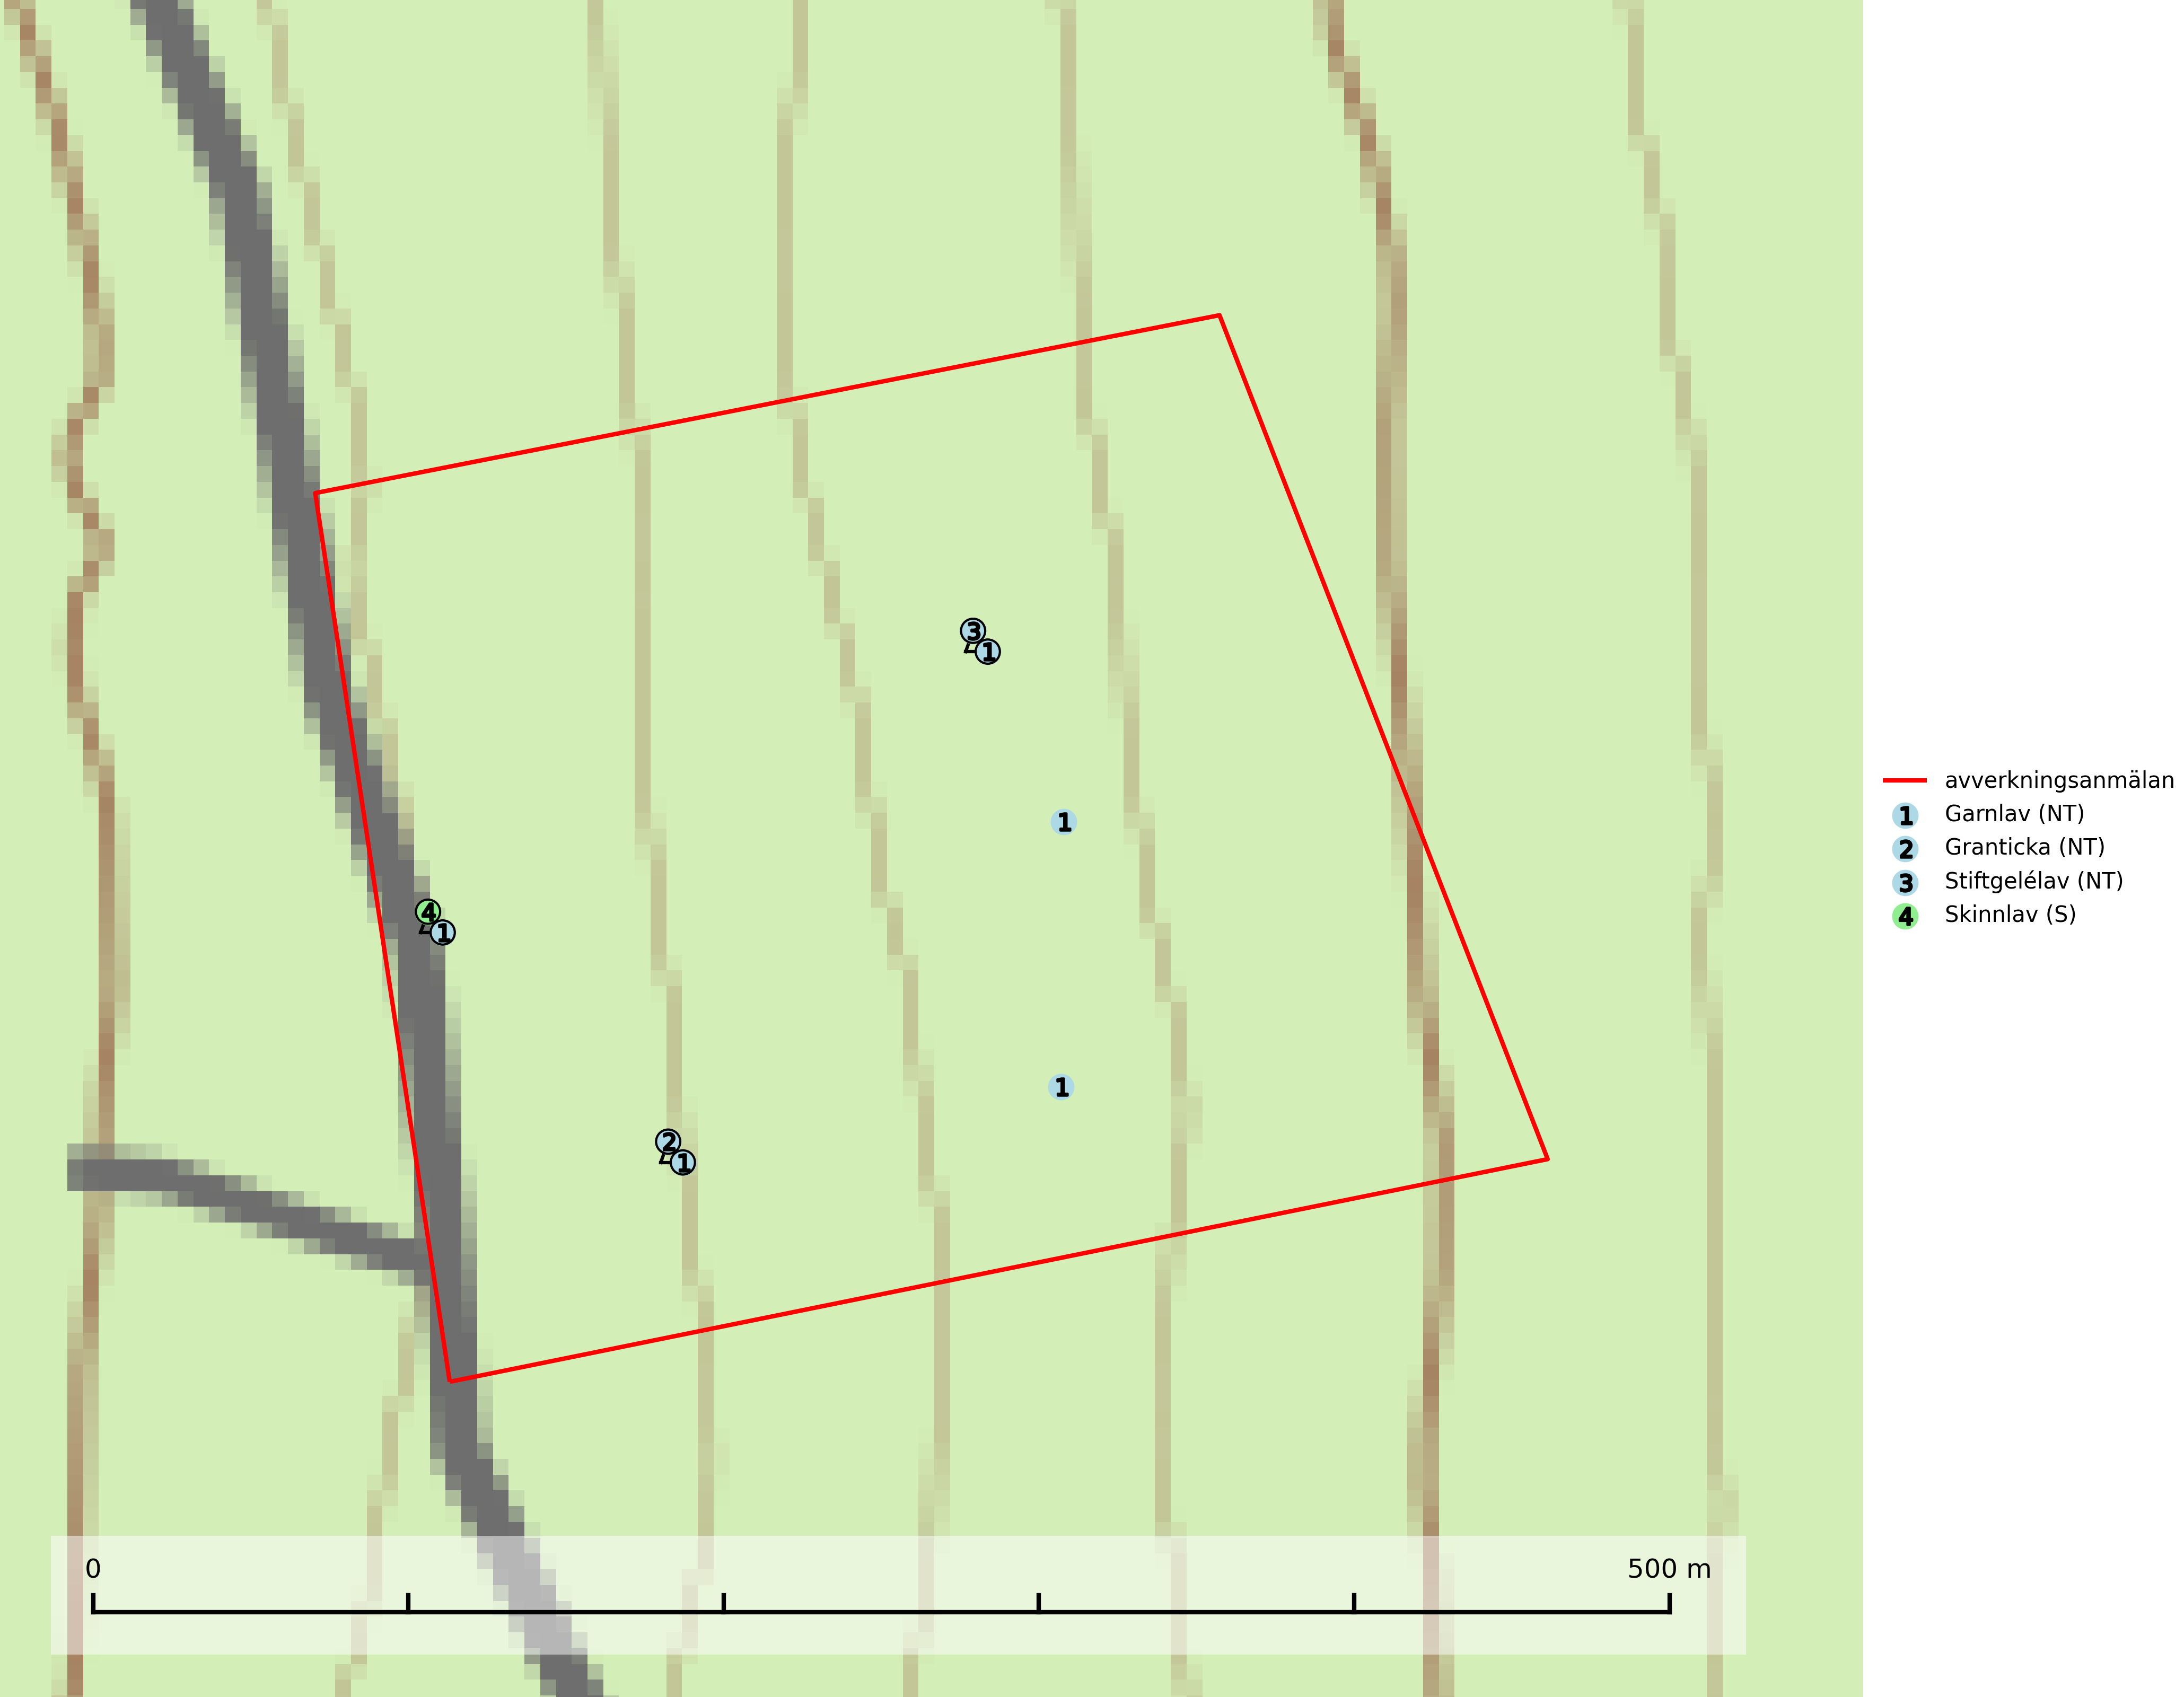 3
1
1
4
1
1
2
1
avverkningsanmälan
1 Garnlav (NT)
2 Granticka (NT)
3 Stiftgelélav (NT)
4 Skinnlav (S)
0 500 m